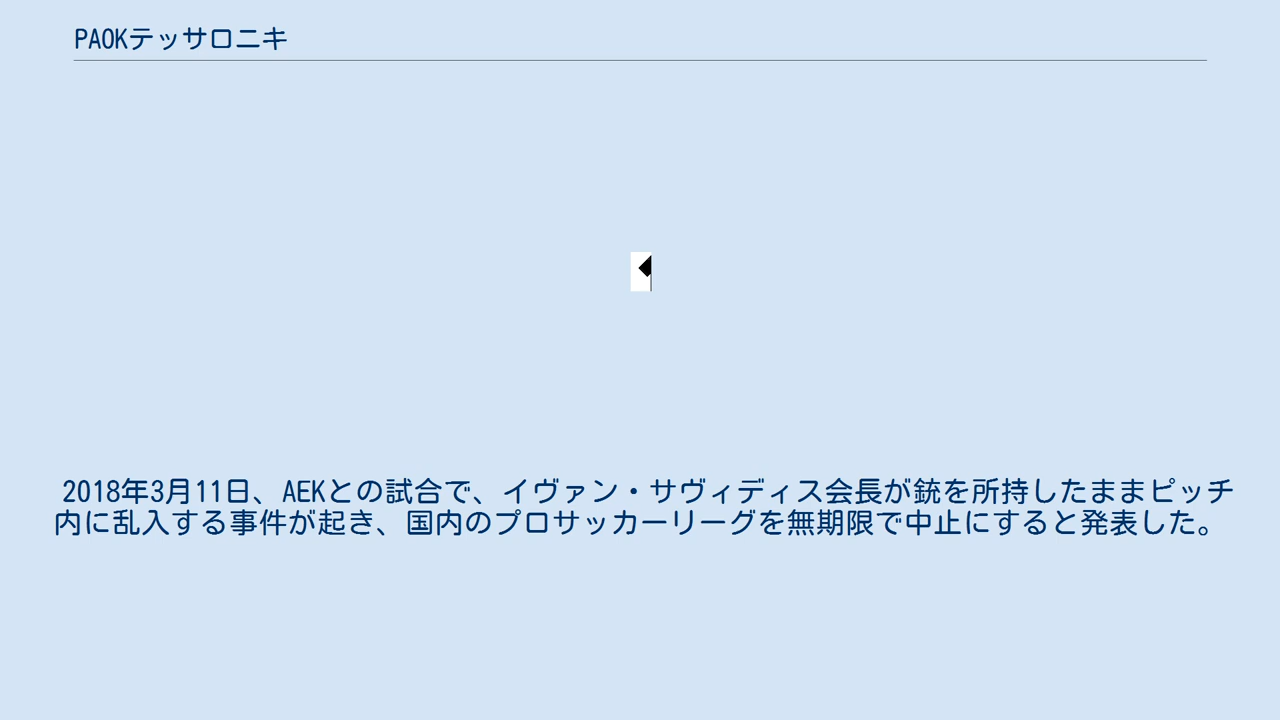 PAOKテッサロニキ
2018年3月11日、AEKとの試合で、イヴァン・サヴィディス会長が銃を所持したままピッチ
内に乱入する事件が起き、国内のプロサッカーリーグを無期限で中止にすると発表した。